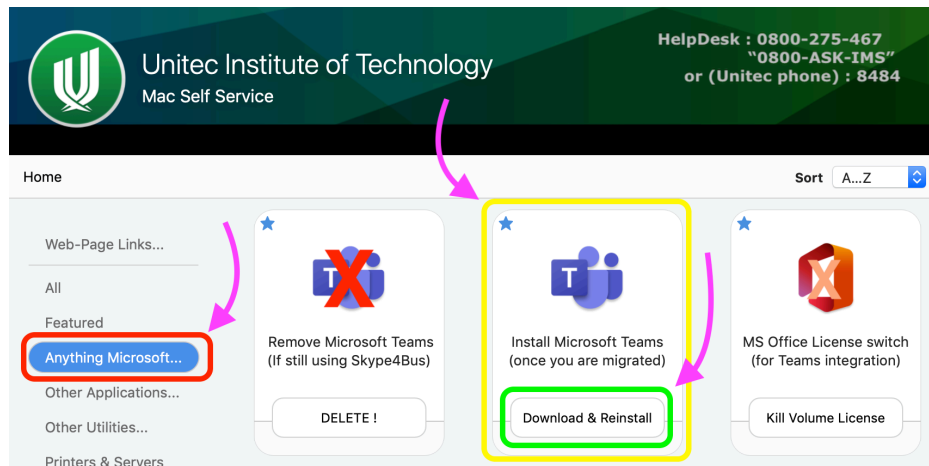 Unitec Institute of Technology
Mac Self Service
HelpDesk : 0800-275-467
"0800-ASK-IMS”
or (Unitec phone) : 8484
Home
Sort A...Z
Web-Page Links...
All
Featured
Anything Microsoft...
Other Applications...
Other Utilities...
Printers & Servers
T
X
Remove Microsoft Teams
(If still using Skype4Bus)
DELETE !
T
Install Microsoft Teams
(once you are migrated)
Download & Reinstall
X
MS Office License switch
(for Teams integration)
Kill Volume License